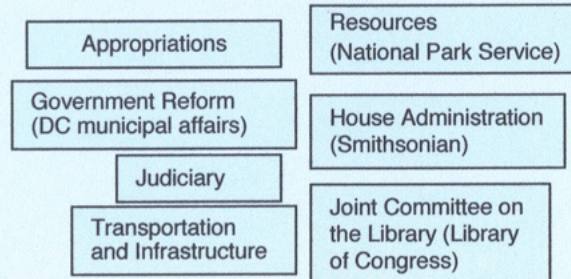 Appropriations
Government Reform
(DC municipal affairs)
Judiciary
Transportation
and Infrastructure
Resources
(National Park Service)
House Administration
(Smithsonian)
Joint Committee on
the Library (Library
of Congress)